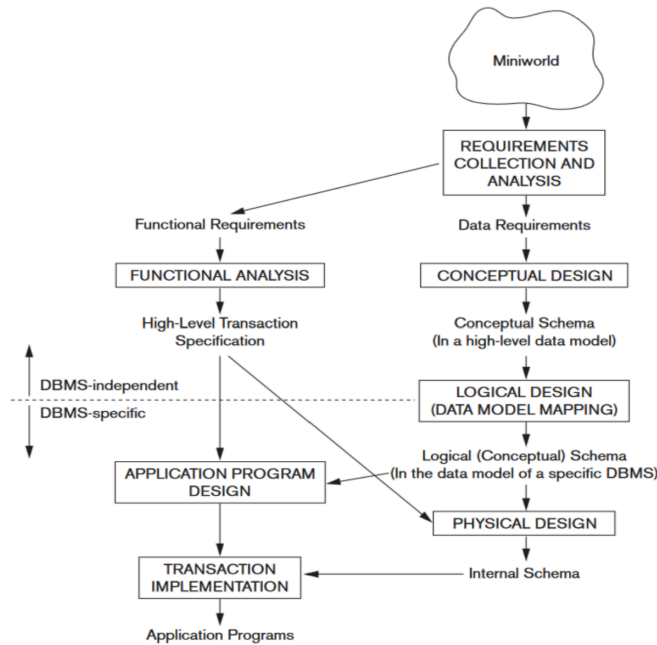 Miniworld
REQUIREMENTS
COLLECTION AND
ANALYSIS
Functional Requirements
Data Requirements
FUNCTIONAL ANALYSIS
CONCEPTUAL DESIGN
High-Level Transaction
Specification
Conceptual Schema
(In a high-level data model)
DBMS-independent
DBMS-specific
LOGICAL DESIGN
(DATA MODEL MAPPING)
Logical (Conceptual) Schema
(In the data model of a specific DBMS)
APPLICATION PROGRAM
DESIGN
PHYSICAL DESIGN
TRANSACTION
IMPLEMENTATION
Internal Schema
Application Programs